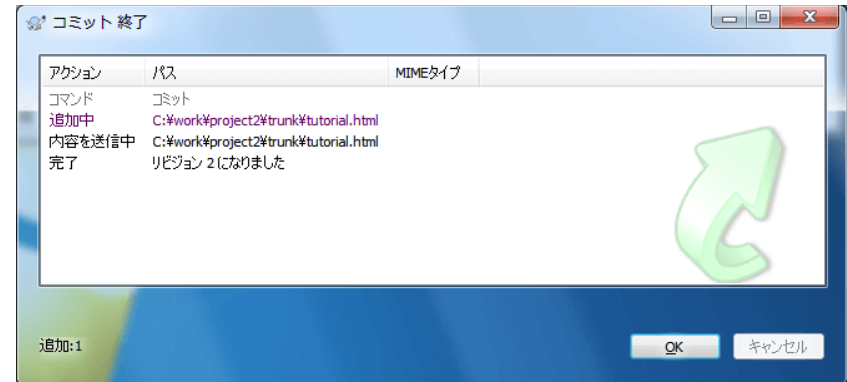 コミット 終了
アクション パス MIMEタイプ
コマンド コミット
追加中 C:¥work¥project2¥trunk¥tutorial.html
内容を送信中 C:¥work¥project2¥trunk¥tutorial.html
完了 リビジョン 2 になりました
追加:1
OK キャンセル